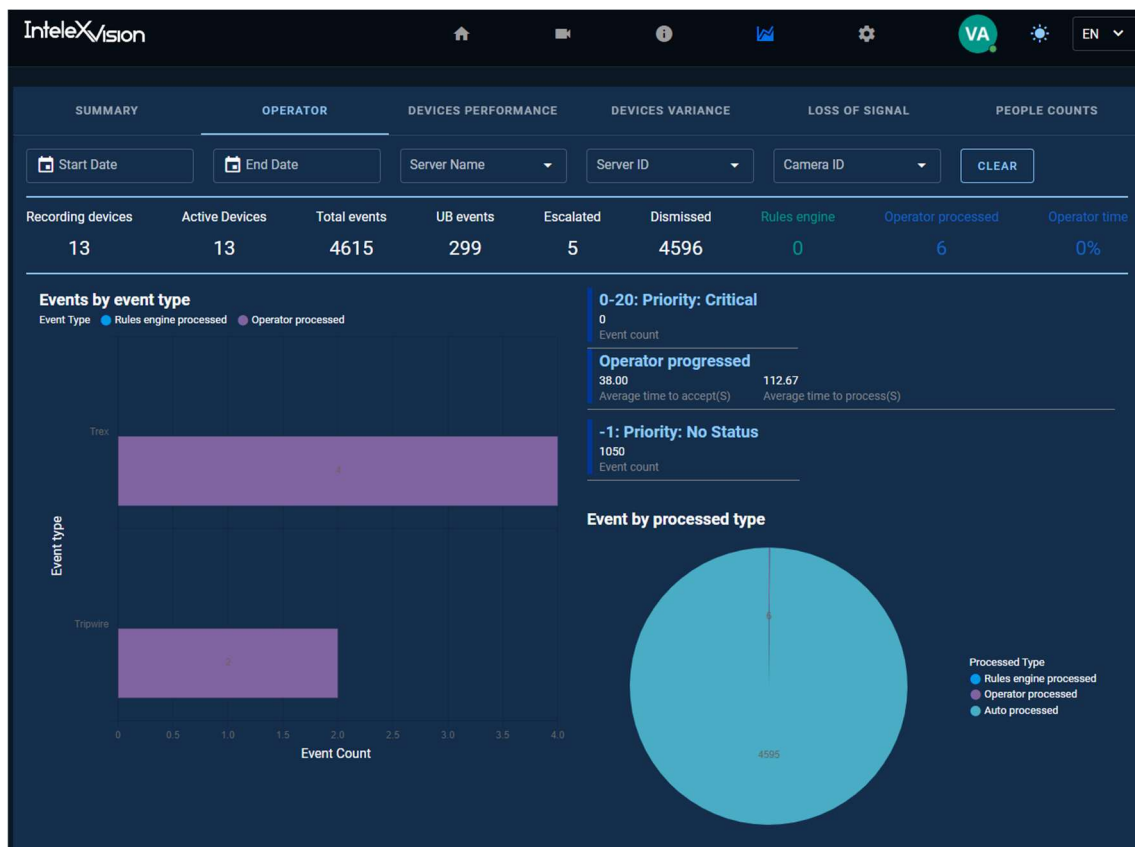 InteleXVision
VA
EN
SUMMARY OPERATOR DEVICES PERFORMANCE DEVICES VARIANCE LOSS OF SIGNAL PEOPLE COUNTS
Start Date End Date Server Name Server ID Camera ID CLEAR
Recording devices Active Devices Total events UB events Escalated Dismissed Rules engine Operator processed Operator time
13 13 4615 299 5 4596 0 6 0%
Events by event type
Event Type Rules engine processed Operator processed
Trex
Tripwire
2
Event type
0 0.5 1.0 1.5 2.0 2.5 3.0 3.5 4.0
Event Count
0-20: Priority: Critical
0
Event count
Operator progressed
38.00 112.67
Average time to accept(S) Average time to process(S)
-1: Priority: No Status
1050
Event count
Event by processed type
6
4595
Processed Type
Rules engine processed
Operator processed
Auto processed